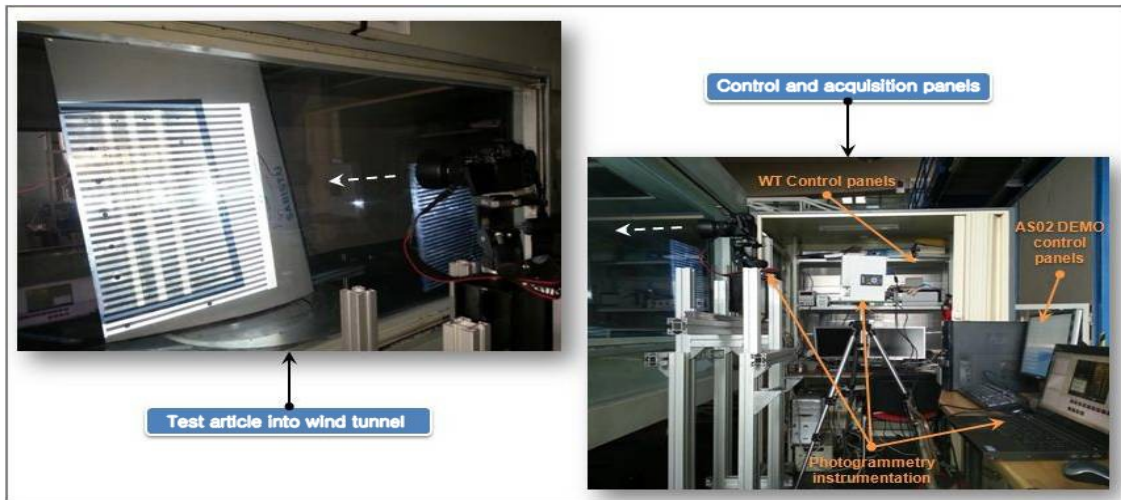 Control and acquisition panels
WT Control panels
AS02 DEMO
control
panels
Test article into wind tunnel
Photogrammetry
instrumentation